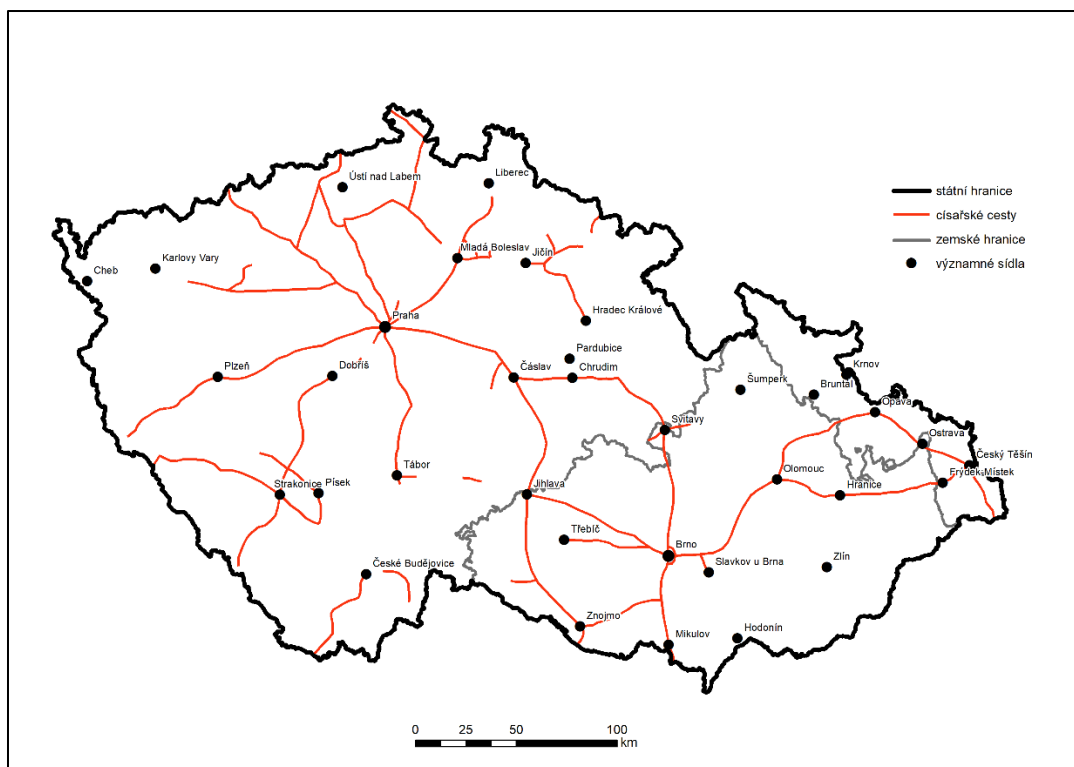 Ústí nad Labem
Liberec
státní hranice
císařské cesty
zemské hranice
významné sídla
Mladá Boleslav
Jičín
Karlovy Vary
Cheb
Hradec Králové
Praha
Pardubice
Plzeň
Dobříš
Čáslav
Chrudim
Krnov
Šumperk
Bruntál
Opava
Svitavy
Ostrava
Český Těšín
Tábor
Olomouc
Frýdek-Místek
Strakonice
Písek
Jihlava
Hranice
Třebíč
Brno
Slavkov u Brna
Zlín
České Budějovice
Znojmo
Mikulov
Hodonín
0 25 50 100
km